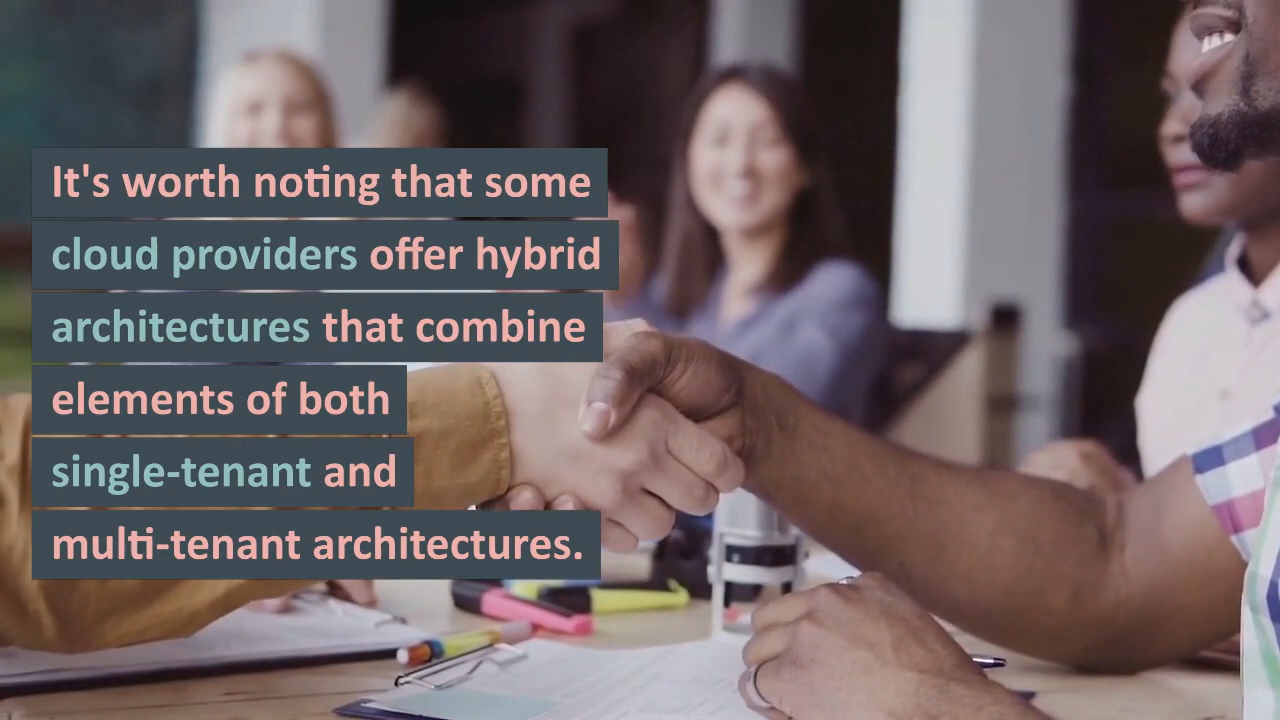 It's worth noting that some
cloud providers offer hybrid
architectures that combine
elements of both
single-tenant and
multi-tenant architectures.